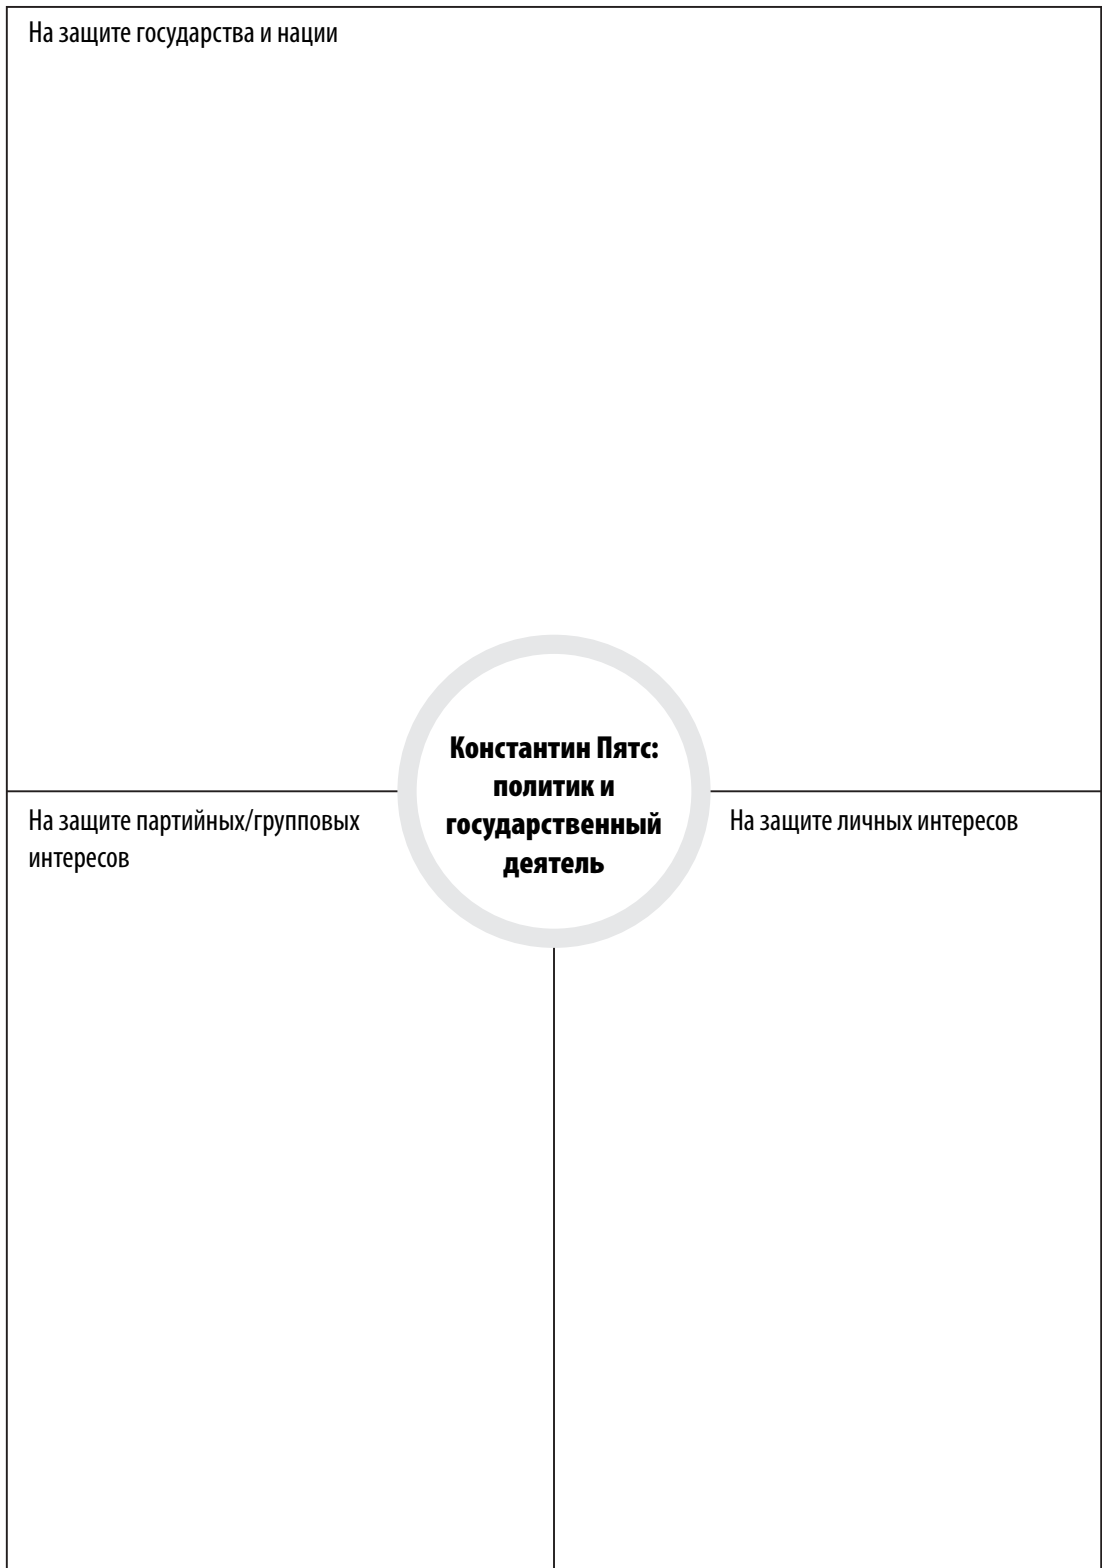 На защите государства и нации
Константин Пятс:
политик и
государственный
деятель
На защите партийных/групповых
интересов
На защите личных интересов